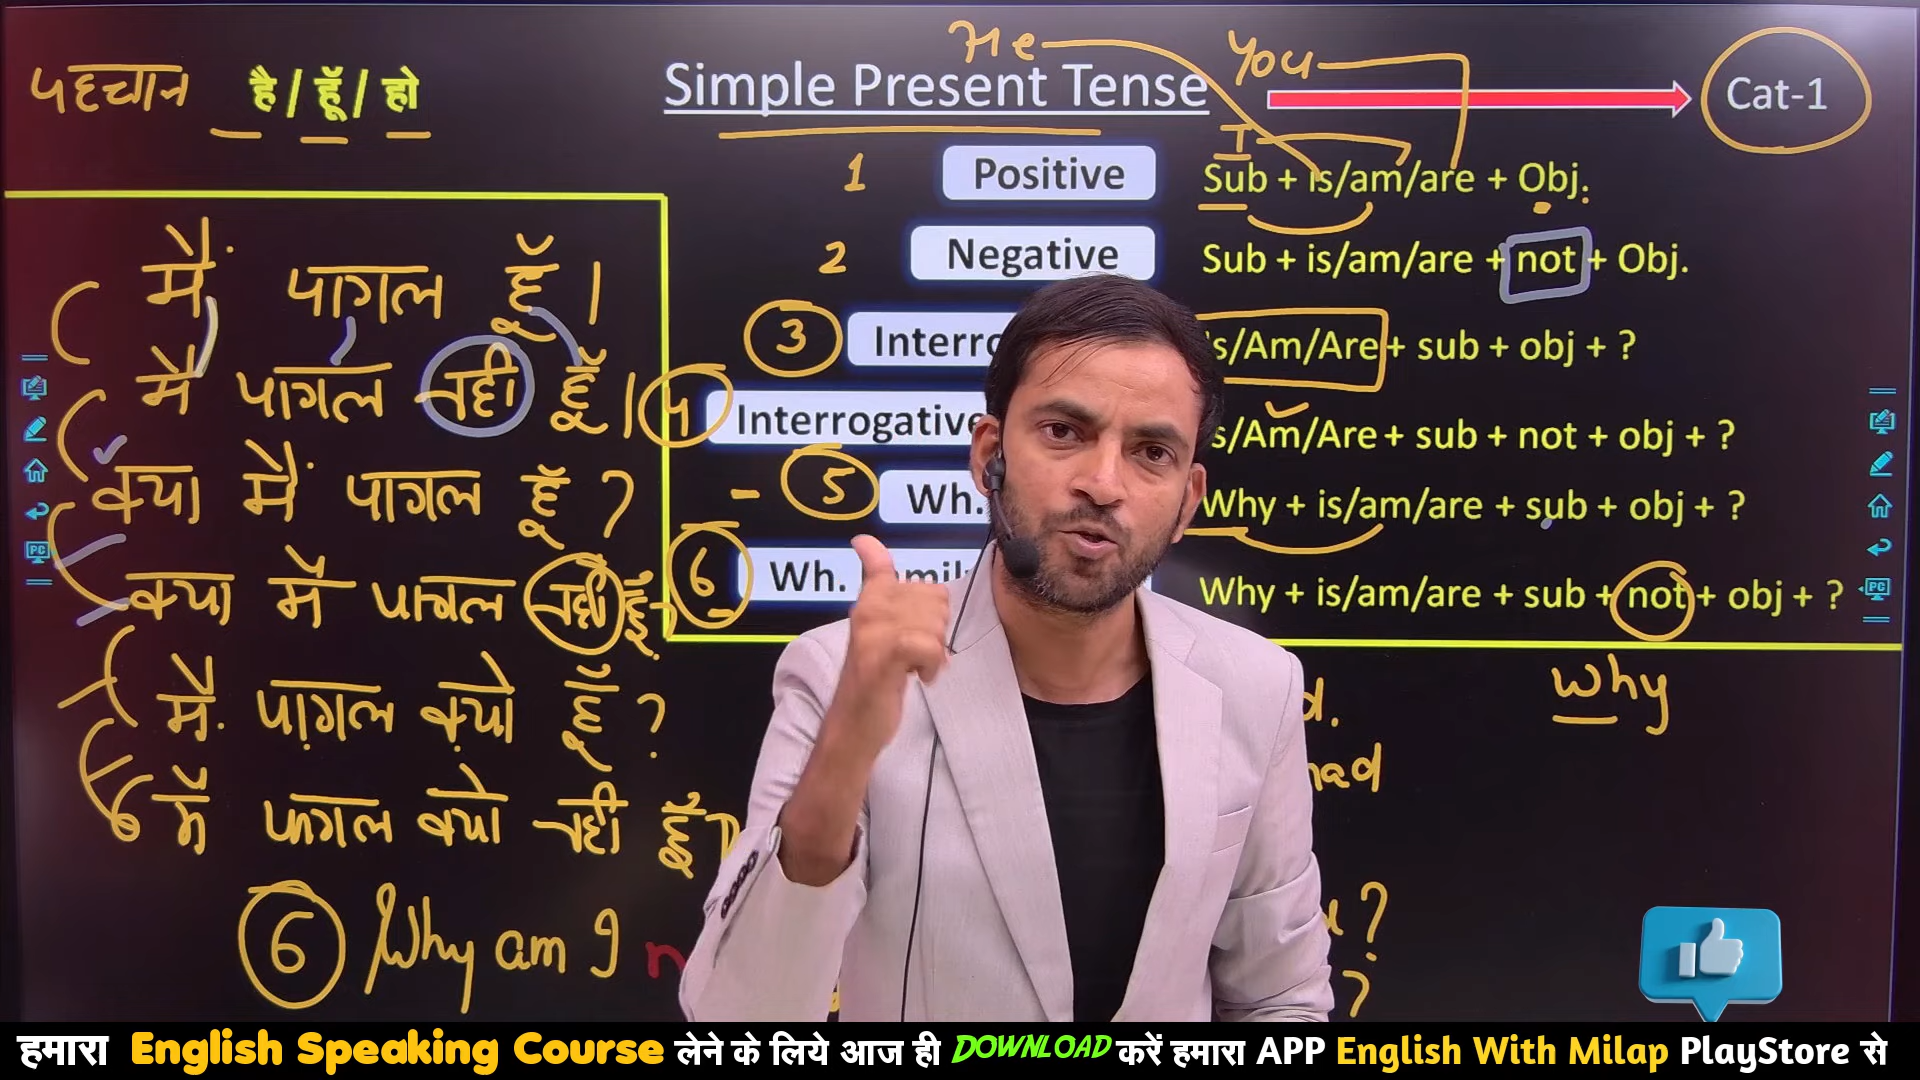 He
You
पहचान है / हूँ / हो
Simple Present Tense
Cat-1
I
1 Positive Sub + is/am/are + Obj.
2 Negative Sub + is/am/are + not + Obj.
3 Is/Am/Are + sub + obj + ?
Interrogative Is/Am/Are + sub + not + obj + ?
5 Wh. Why + is/am/are + sub + obj + ?
6 Wh. Why + is/am/are + sub + not + obj + ?
मैं पागल हूँ।
मैं पागल नहीं हूँ।
क्या मैं पागल हूँ?
क्या मैं पागल नहीं हूँ?
मैं पागल क्यों हूँ?
मैं पागल क्यों नहीं हूँ?
6 Why am I
Why
हमारा English Speaking Course लेने के लिये आज ही DOWNLOAD करें हमारा APP English With Milap PlayStore से